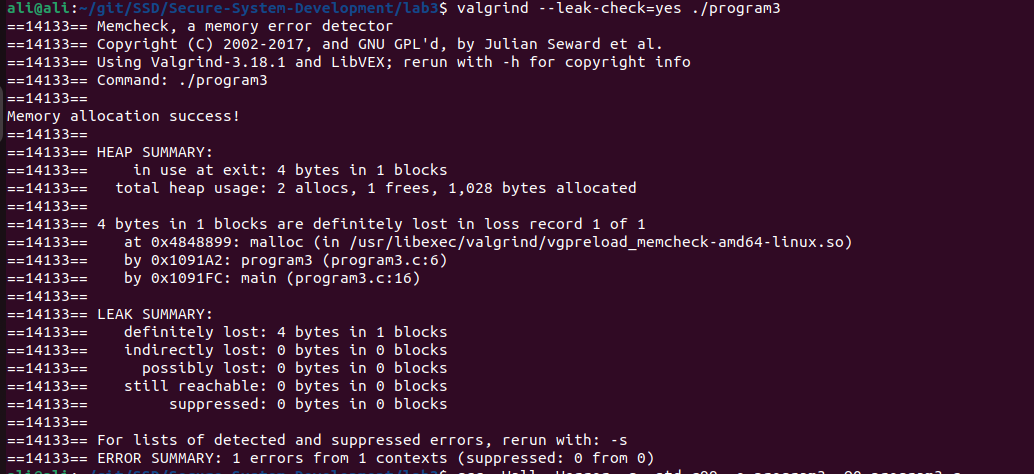 ali@ali:~/git/SSD/Secure-System-Development/lab3$ valgrind --leak-check=yes ./program3
==14133== Memcheck, a memory error detector
==14133== Copyright (C) 2002-2017, and GNU GPL'd, by Julian Seward et al.
==14133== Using Valgrind-3.18.1 and LibVEX; rerun with -h for copyright info
==14133== Command: ./program3
==14133==
Memory allocation success!
==14133==
==14133== HEAP SUMMARY:
==14133==     in use at exit: 4 bytes in 1 blocks
==14133==   total heap usage: 2 allocs, 1 frees, 1,028 bytes allocated
==14133==
==14133== 4 bytes in 1 blocks are definitely lost in loss record 1 of 1
==14133==    at 0x4848899: malloc (in /usr/libexec/valgrind/vgpreload_memcheck-amd64-linux.so)
==14133==    by 0x1091A2: program3 (program3.c:6)
==14133==    by 0x1091FC: main (program3.c:16)
==14133==
==14133== LEAK SUMMARY:
==14133==    definitely lost: 4 bytes in 1 blocks
==14133==    indirectly lost: 0 bytes in 0 blocks
==14133==      possibly lost: 0 bytes in 0 blocks
==14133==    still reachable: 0 bytes in 0 blocks
==14133==         suppressed: 0 bytes in 0 blocks
==14133==
==14133== For lists of detected and suppressed errors, rerun with: -s
==14133== ERROR SUMMARY: 1 errors from 1 contexts (suppressed: 0 from 0)